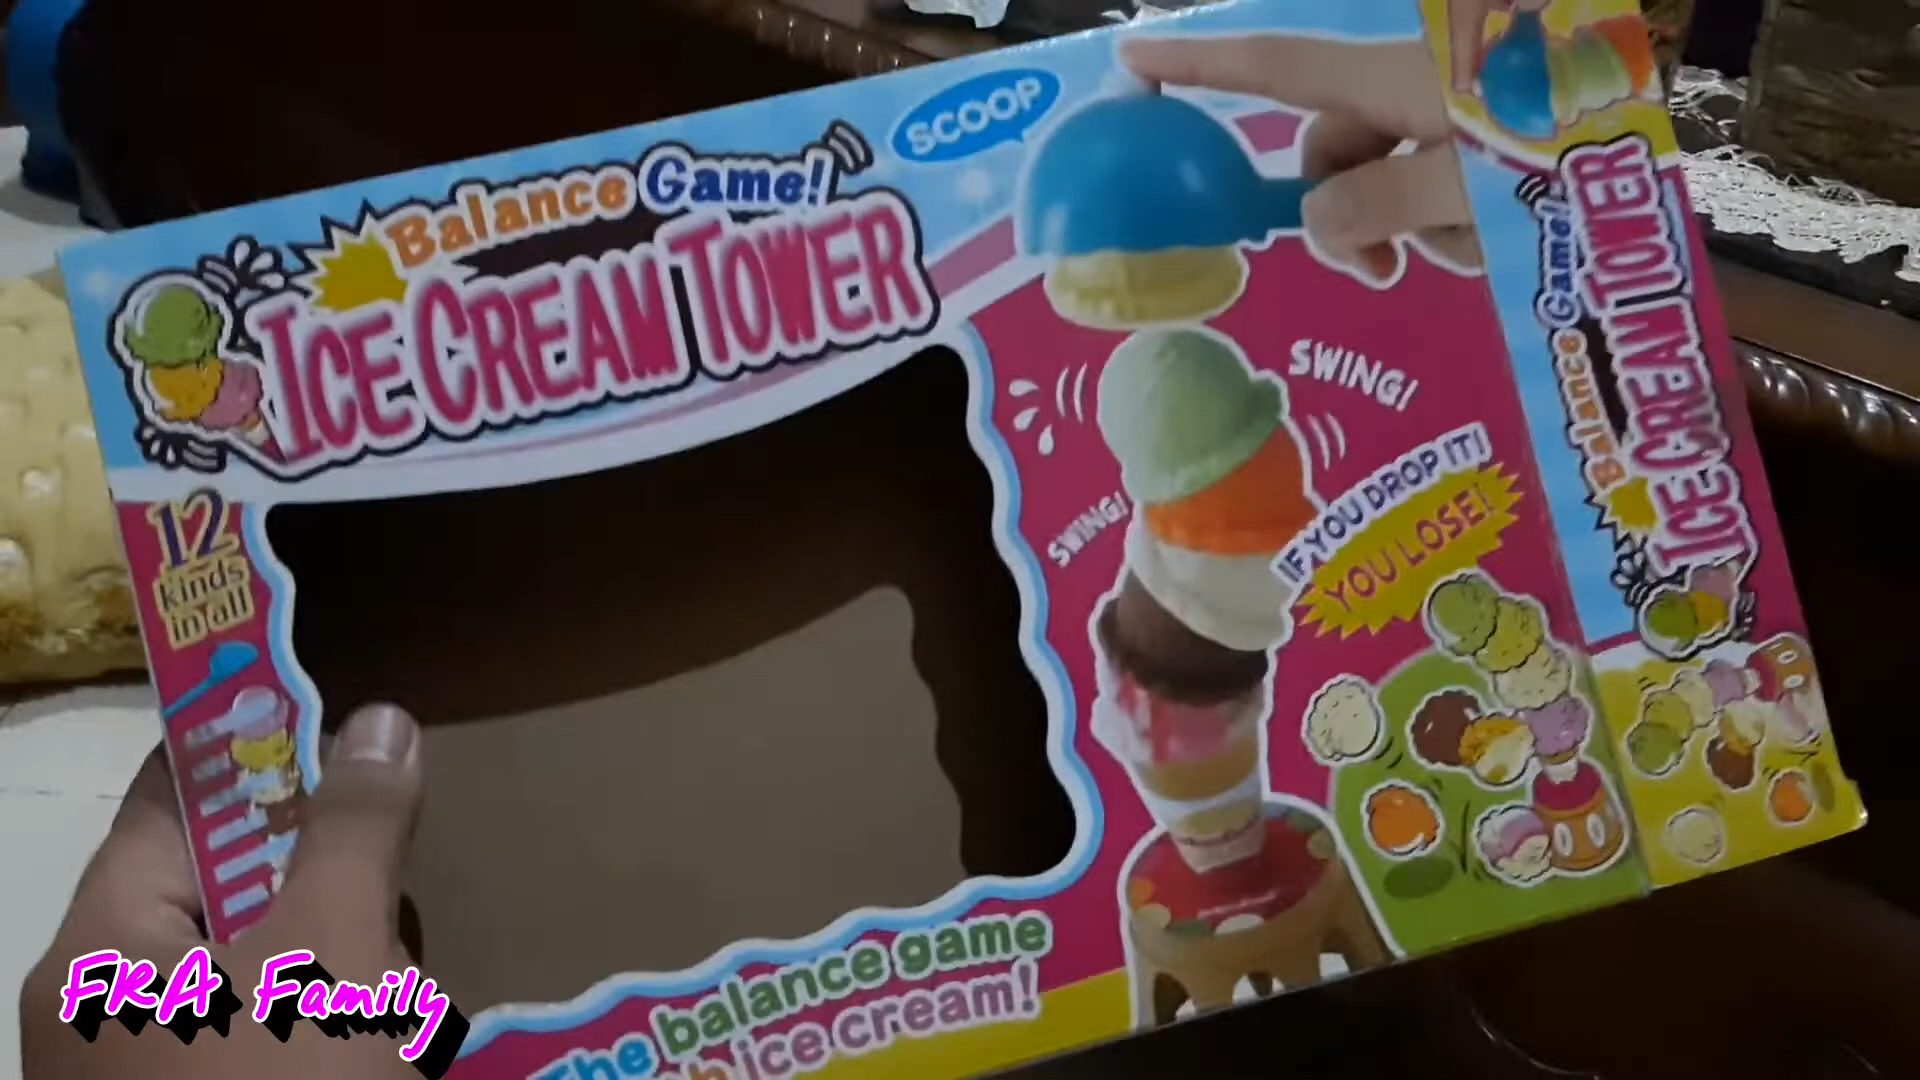 Balance Game!
ICE CREAM TOWER
SCOOP
12
kinds
in all
SWING!
SWING!
IF YOU DROP IT!
YOU LOSE!
The balance game
ice cream!
Balance Game!
ICE CREAM TOWER
FRA Family